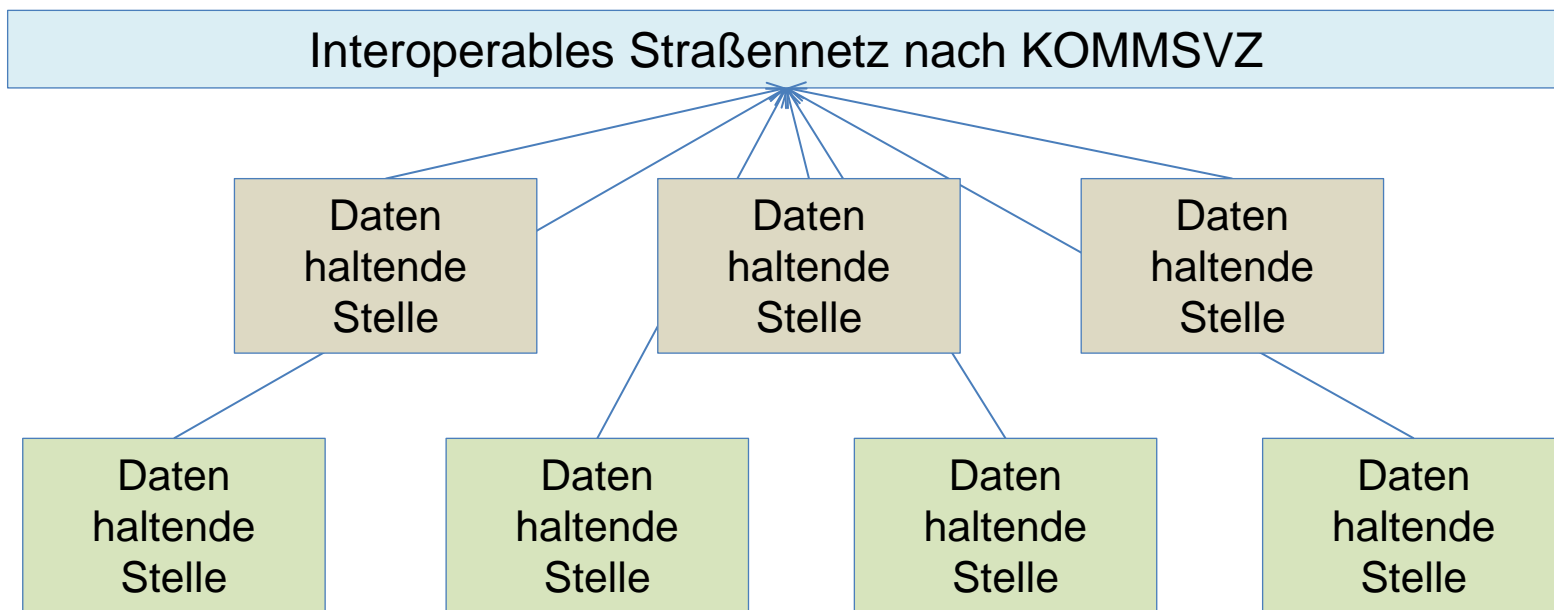 Interoperables Straßennetz nach KOMMSVZ
Daten
haltende
Stelle
Daten
haltende
Stelle
Daten
haltende
Stelle
Daten
haltende
Stelle
Daten
haltende
Stelle
Daten
haltende
Stelle
Daten
haltende
Stelle